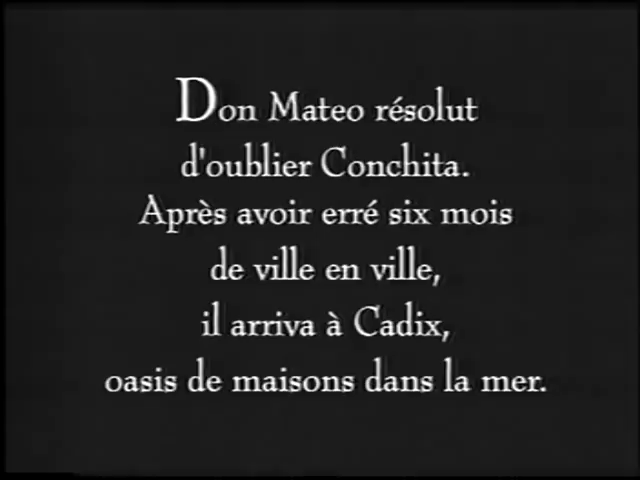 Don Mateo résolut
d'oublier Conchita.
Après avoir erré six mois
de ville en ville,
il arriva à Cadix,
oasis de maisons dans la mer.